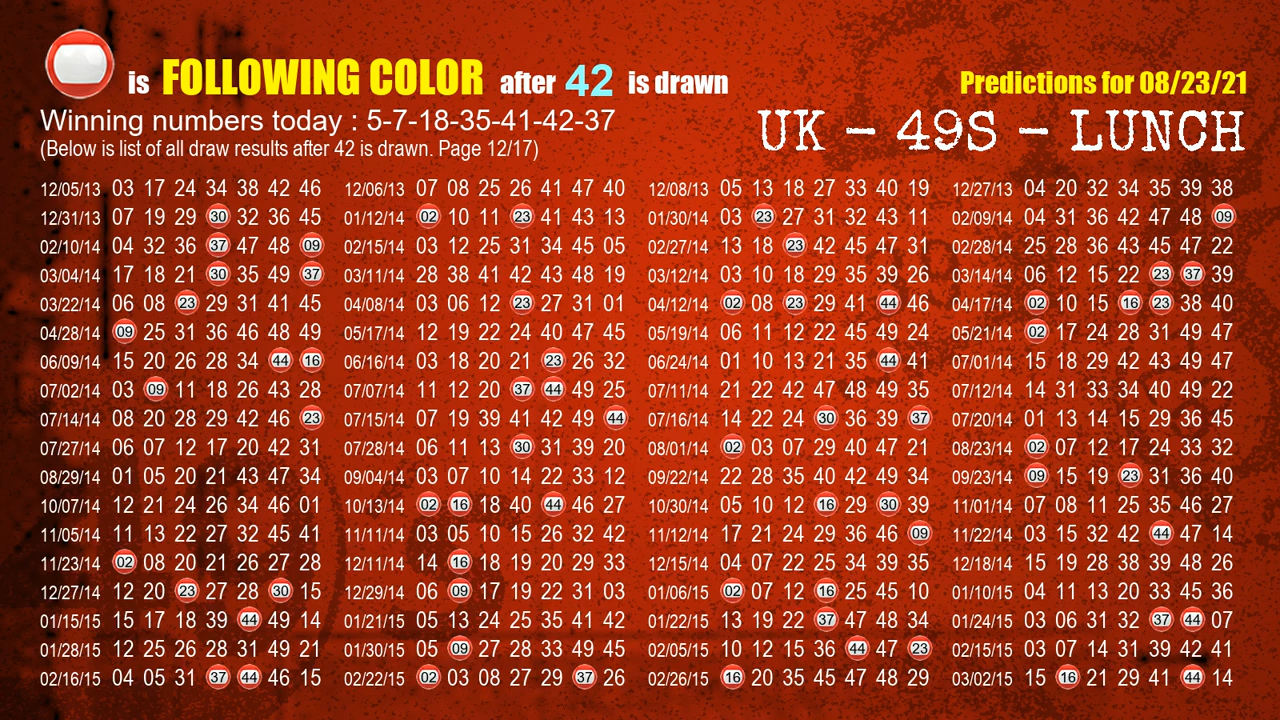 is FOLLOWING COLOR after 42 is drawn
Predictions for 08/23/21
Winning numbers today : 5-7-18-35-41-42-37
UK - 49S - LUNCH
(Below is list of all draw results after 42 is drawn. Page 12/17)
12/05/13 03 17 24 34 38 42 46 12/06/13 07 08 25 26 41 47 40 12/08/13 05 13 18 27 33 40 19 12/27/13 04 20 32 34 35 39 38
12/31/13 07 19 29 30 32 36 45 01/12/14 02 10 11 23 41 43 13 01/30/14 03 23 27 31 32 43 11 02/09/14 04 31 36 42 47 48 09
02/10/14 04 32 36 37 47 48 09 02/15/14 03 12 25 31 34 45 05 02/27/14 13 18 23 42 45 47 31 02/28/14 25 28 36 43 45 47 22
03/04/14 17 18 21 30 35 49 37 03/11/14 28 38 41 42 43 48 19 03/12/14 03 10 18 29 35 39 26 03/14/14 06 12 15 22 23 37 39
03/22/14 06 08 23 29 31 41 45 04/08/14 03 06 12 23 27 31 01 04/12/14 02 08 23 29 41 44 46 04/17/14 02 10 15 16 23 38 40
04/28/14 09 25 31 36 46 48 49 05/17/14 12 19 22 24 40 47 45 05/19/14 06 11 12 22 45 49 24 05/21/14 02 17 24 28 31 49 47
06/09/14 15 20 26 28 34 44 16 06/16/14 03 18 20 21 23 26 32 06/24/14 01 10 13 21 35 44 41 07/01/14 15 18 29 42 43 49 47
07/02/14 03 09 11 18 26 43 28 07/07/14 11 12 20 37 44 49 25 07/11/14 21 22 42 47 48 49 35 07/12/14 14 31 33 34 40 49 22
07/14/14 08 20 28 29 42 46 23 07/15/14 07 19 39 41 42 49 44 07/16/14 14 22 24 30 36 39 37 07/20/14 01 13 14 15 29 36 45
07/27/14 06 07 12 17 20 42 31 07/28/14 06 11 13 30 31 39 20 08/01/14 02 03 07 29 40 47 21 08/23/14 02 07 12 17 24 33 32
08/29/14 01 05 20 21 43 47 34 09/04/14 03 07 10 14 22 33 12 09/22/14 22 28 35 40 42 49 34 09/23/14 09 15 19 23 31 36 40
10/07/14 12 21 24 26 34 46 01 10/13/14 02 16 18 40 44 46 27 10/30/14 05 10 12 16 29 30 39 11/01/14 07 08 11 25 35 46 27
11/05/14 11 13 22 27 32 45 41 11/11/14 03 05 10 15 26 32 42 11/12/14 17 21 24 29 36 46 09 11/22/14 03 15 32 42 44 47 14
11/23/14 02 08 20 21 26 27 28 12/11/14 14 16 18 19 20 29 33 12/15/14 04 07 22 25 34 39 35 12/18/14 15 19 28 38 39 48 26
12/27/14 12 20 23 27 28 30 15 12/29/14 06 09 17 19 22 31 03 01/06/15 02 07 12 16 25 45 10 01/10/15 04 11 13 20 33 45 36
01/15/15 15 17 18 39 44 49 14 01/21/15 05 13 24 25 35 41 42 01/22/15 13 19 22 37 47 48 34 01/24/15 03 06 31 32 37 44 07
01/28/15 12 25 26 28 31 49 21 01/30/15 05 09 27 28 33 49 45 02/05/15 10 12 15 36 44 47 23 02/15/15 03 07 14 31 39 42 41
02/16/15 04 05 31 37 44 46 15 02/22/15 02 03 08 27 29 37 26 02/26/15 16 20 35 45 47 48 29 03/02/15 15 16 21 29 41 44 14